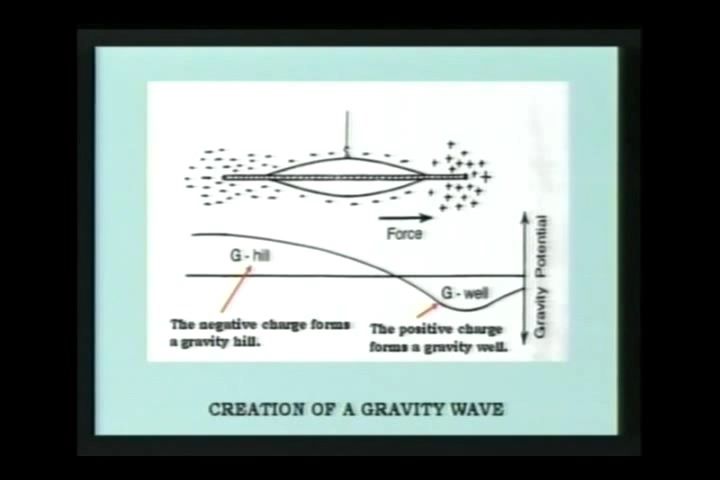 Force
G - hill
G - well
Gravity Potential
The negative charge forms
a gravity hill.
The positive charge
forms a gravity well.
CREATION OF A GRAVITY WAVE